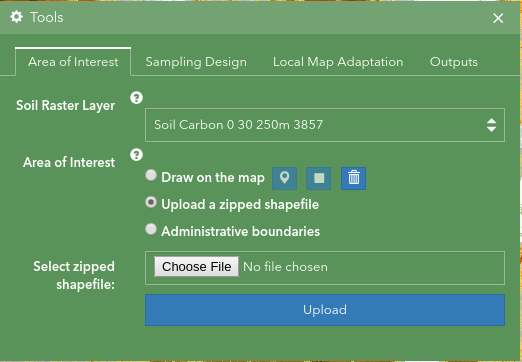 Tools
Area of Interest Sampling Design Local Map Adaptation Outputs
Soil Raster Layer
Soil Carbon 0 30 250m 3857
Area of Interest
Draw on the map
Upload a zipped shapefile
Administrative boundaries
Select zipped shapefile:
Choose File No file chosen
Upload